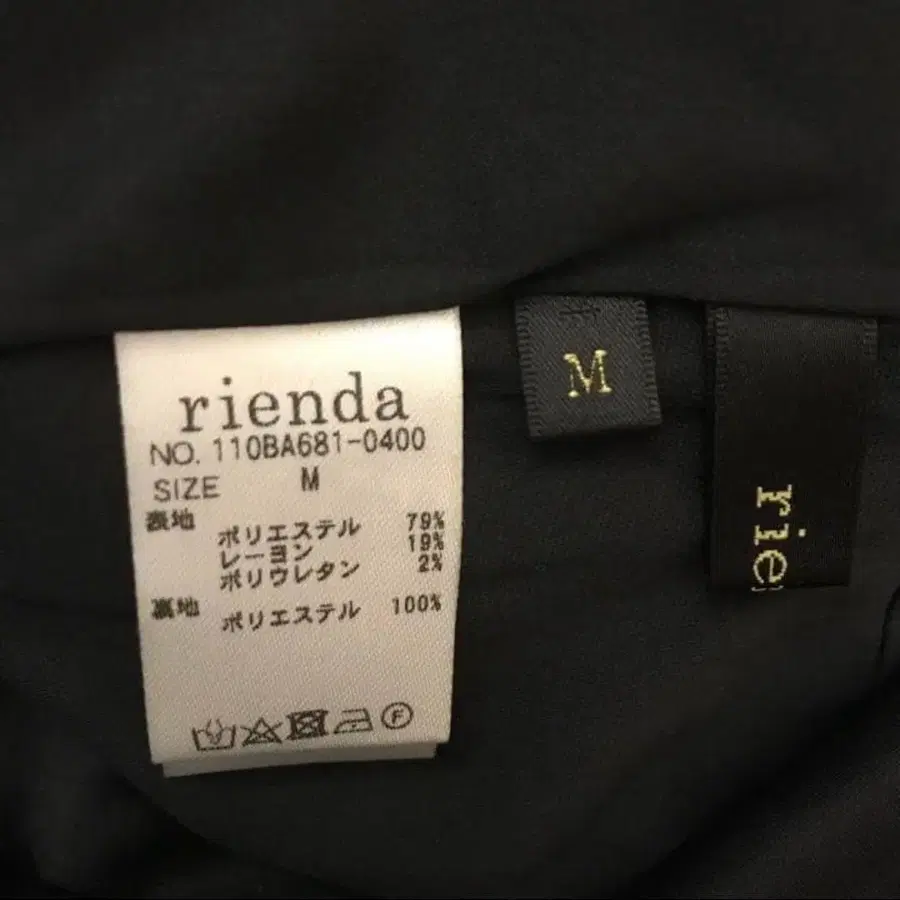 rienda
NO. 110BA681-0400
SIZE M
表地
ポリエステル 79%
レーヨン 19%
ポリウレタン 2%
裏地
ポリエステル 100%
F
M
rie